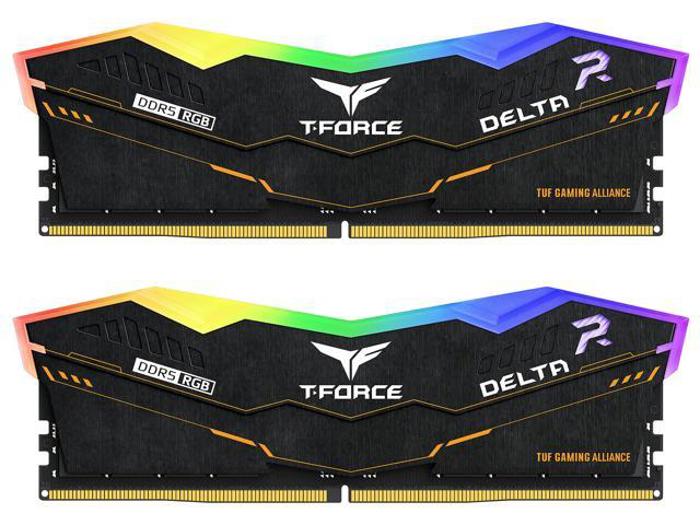 DDR5 RGB
T-FORCE
DELTA R
TUF GAMING ALLIANCE
DDR5 RGB
T-FORCE
DELTA R
TUF GAMING ALLIANCE